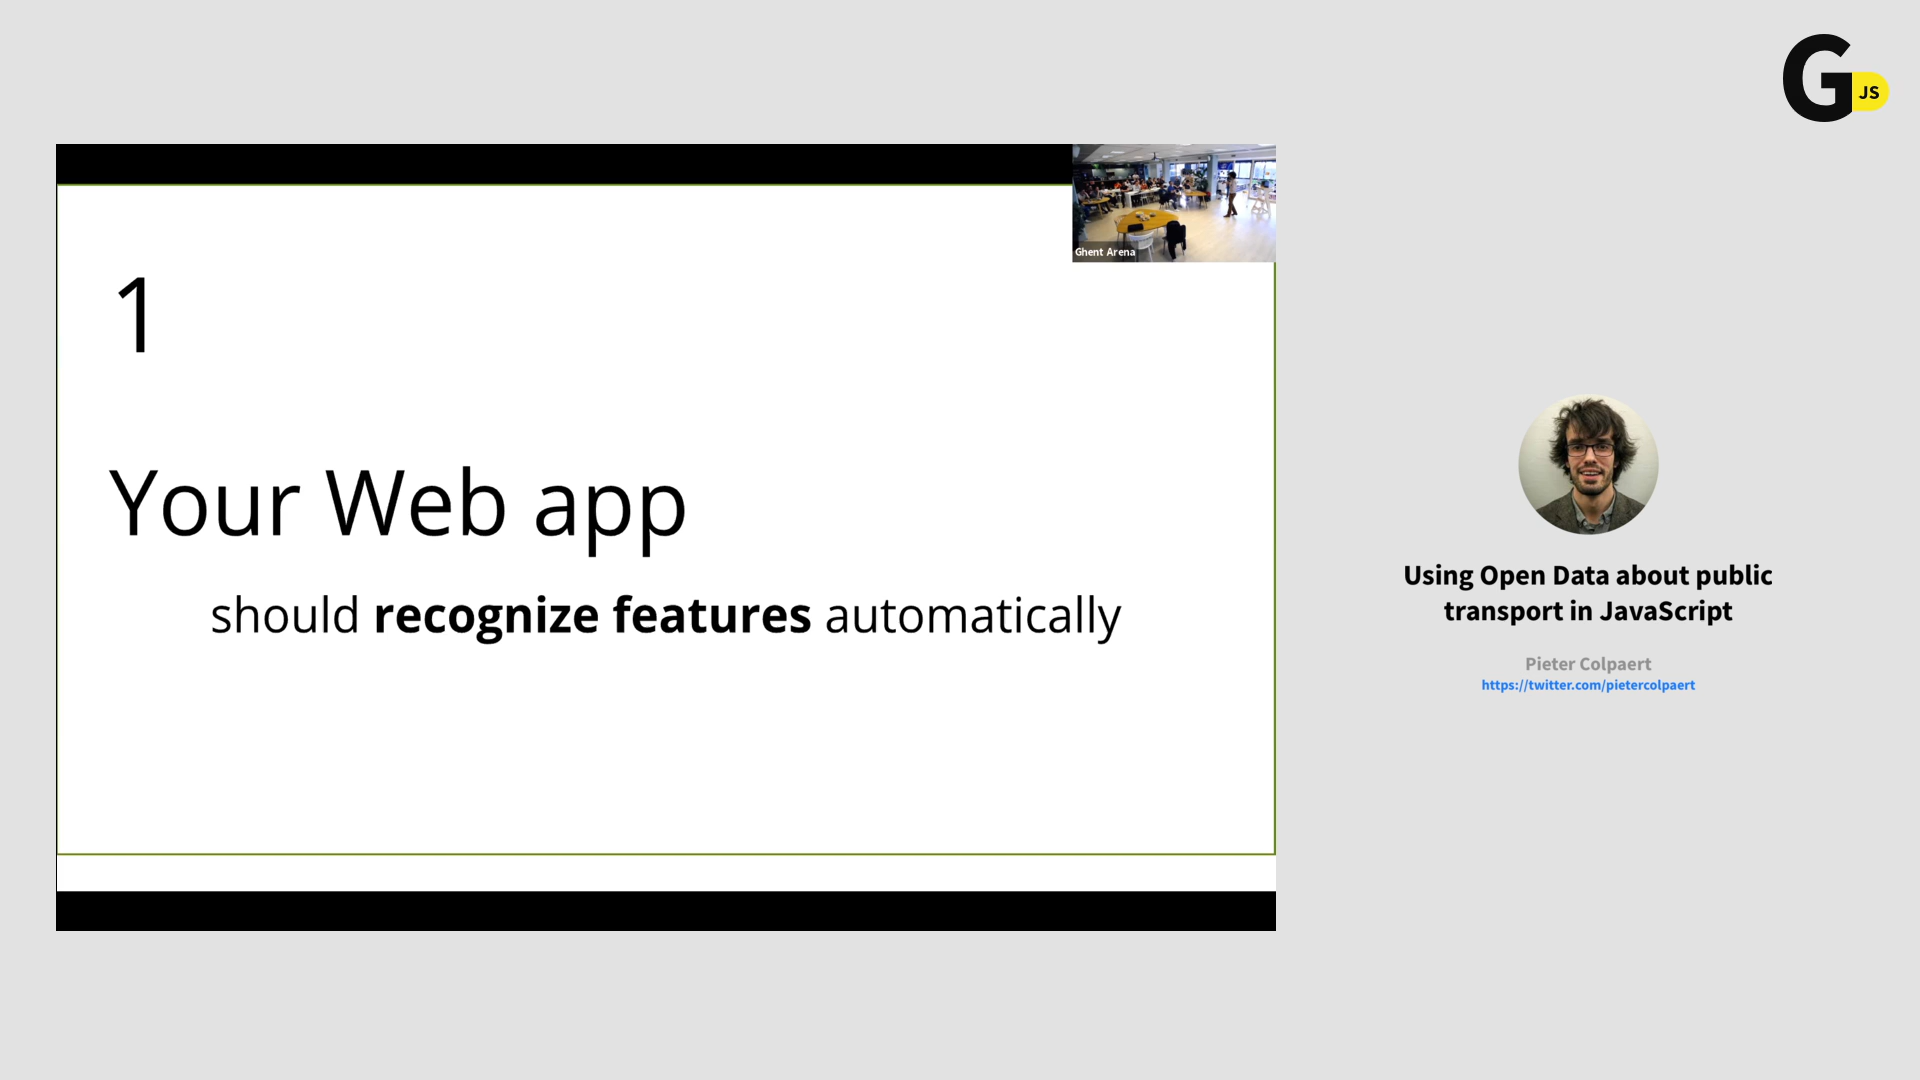 G
JS
Ghent Arena
1
Your Web app
should recognize features automatically
Using Open Data about public
transport in JavaScript
Pieter Colpaert
https://twitter.com/pietercolpaert